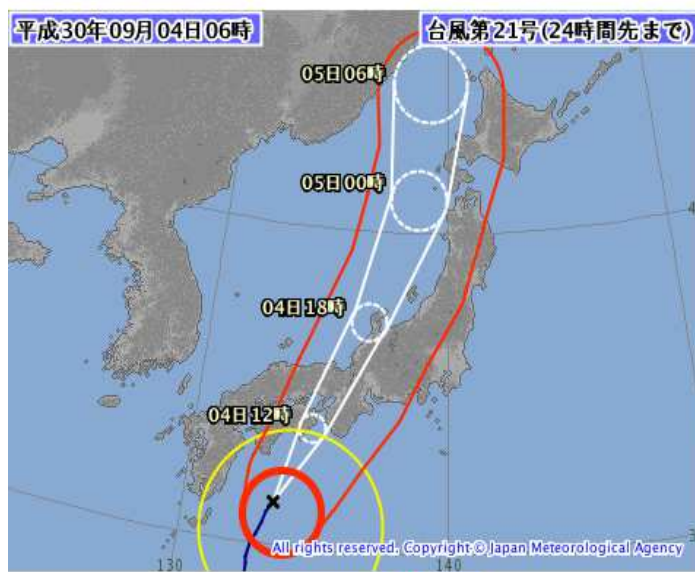 平成30年09月04日06時
台風第21号(24時間先まで)
05日06時
05日00時
4
04日18時
04日12時
3
All rights reserved. Copyright © Japan Meteorological Agency
130
140